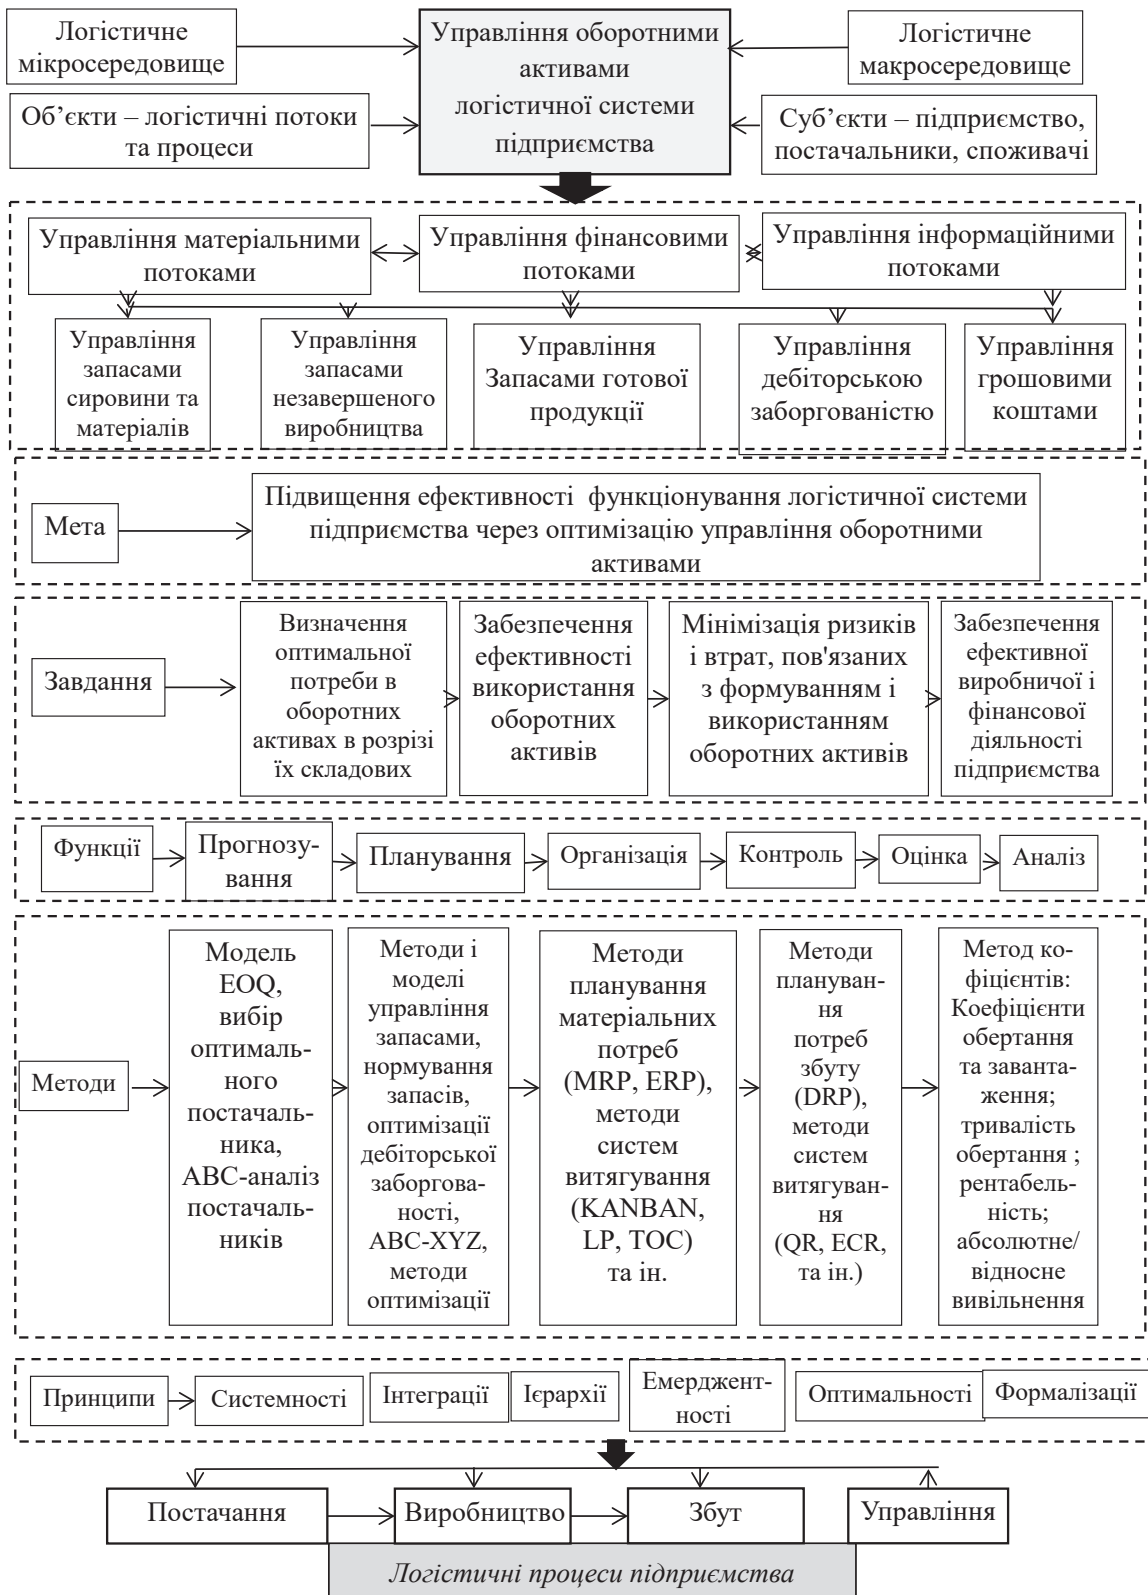 Логістичне
мікросередовище
Управління оборотними
активами
логістичної системи
підприємства
Логістичне
макросередовище
Об’єкти – логістичні потоки
та процеси
Суб’єкти – підприємство,
постачальники, споживачі
Управління матеріальними
потоками
Управління фінансовими
потоками
Управління інформаційними
потоками
Управління
запасами
сировини та
матеріалів
Управління
запасами
незавершеного
виробництва
Управління
Запасами готової
продукції
Управління
дебіторською
заборгованістю
Управління
грошовими
коштами
Мета
Підвищення ефективності функціонування логістичної системи
підприємства через оптимізацію управління оборотними
активами
Завдання
Визначення
оптимальної
потреби в
оборотних
активах в розрізі
їх складових
Забезпечення
ефективності
використання
оборотних
активів
Мінімізація ризиків
і втрат, пов'язаних
з формуванням і
використанням
оборотних активів
Забезпечення
ефективної
виробничої і
фінансової
діяльності
підприємства
Функції
Прогнозу-
вання
Планування
Організація
Контроль
Оцінка
Аналіз
Методи
Модель
EOQ,
вибір
оптималь-
ного
постачаль-
ника,
АВС-аналіз
постачаль-
ників
Методи і
моделі
управління
запасами,
нормування
запасів,
оптимізації
дебіторської
заборгова-
ності,
ABC-XYZ,
методи
оптимізації
Методи
планування
матеріальних
потреб
(MRP, ERP),
методи
систем
витягування
(KANBAN,
LP, TOC)
та ін.
Методи
плануван-
ня
потреб
збуту
(DRP),
методи
систем
витягуван-
ня
(QR, ECR,
та ін.)
Метод ко-
фіцієнтів:
Коефіцієнти
обертання
та заванта-
ження;
тривалість
обертання ;
рентабель-
ність;
абсолютне/
відносне
вивільнення
Принципи
Системності
Інтеграції
Ієрархії
Емерджент-
ності
Оптимальності
Формалізації
Постачання
Виробництво
Збут
Управління
Логістичні процеси підприємства